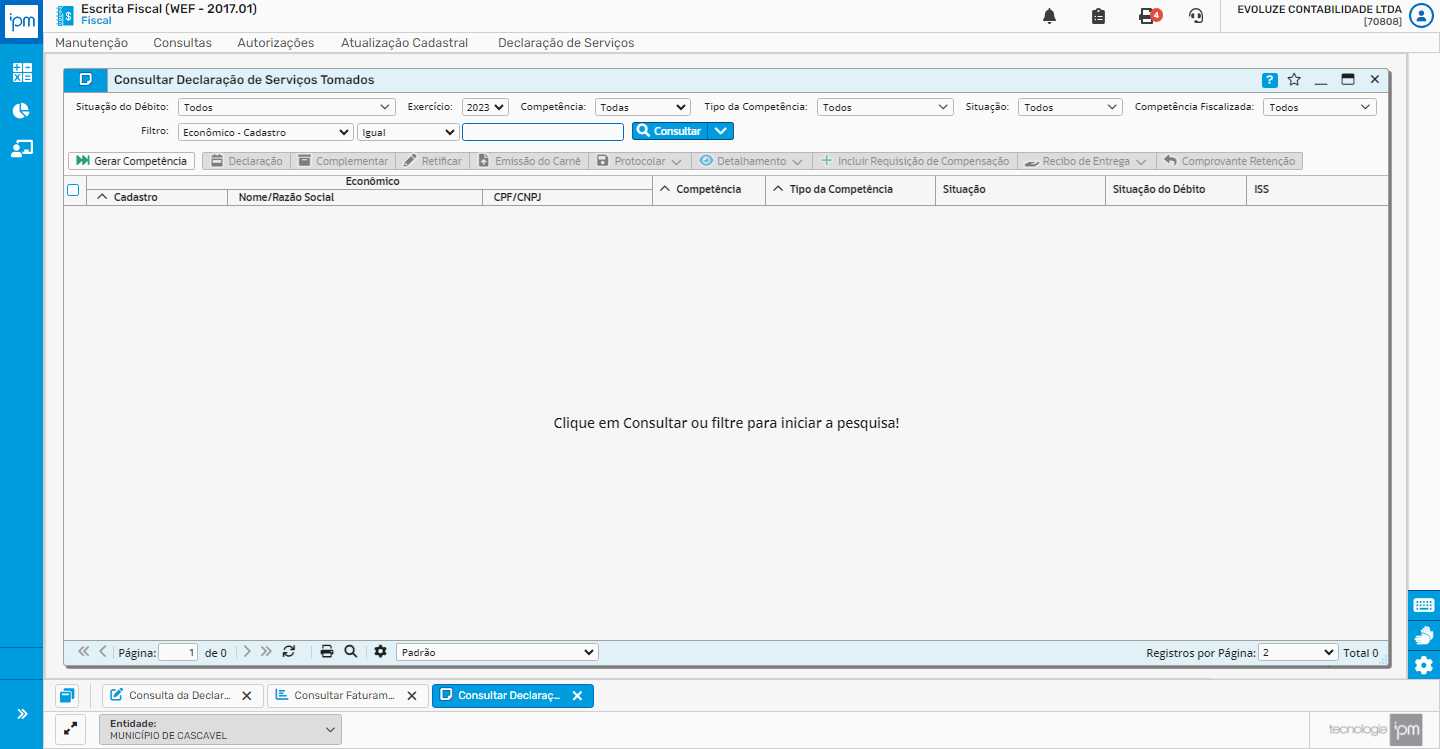 ipm
Escrita Fiscal (WEF - 2017.01)
Fiscal
4
EVOLUZE CONTABILIDADE LTDA
[70808]
Manutenção Consultas Autorizações Atualização Cadastral Declaração de Serviços
Consultar Declaração de Serviços Tomados
?
Situação do Débito: Todos Exercício: 2023 Competência: Todas Tipo da Competência: Todos Situação: Todos Competência Fiscalizada: Todos
Filtro: Econômico - Cadastro Igual Consultar
Gerar Competência Declaração Complementar Retificar Emissão do Carnê Protocolar Detalhamento Incluir Requisição de Compensação Recibo de Entrega Comprovante Retenção
Econômico
Cadastro Nome/Razão Social CPF/CNPJ Competência Tipo da Competência Situação Situação do Débito ISS
Clique em Consultar ou filtre para iniciar a pesquisa!
Página: 1 de 0 Padrão Registros por Página: 2 Total 0
Consulta da Declar... Consultar Faturam... Consultar Declaraç...
Entidade:
MUNICÍPIO DE CASCAVEL
tecnologia ipm